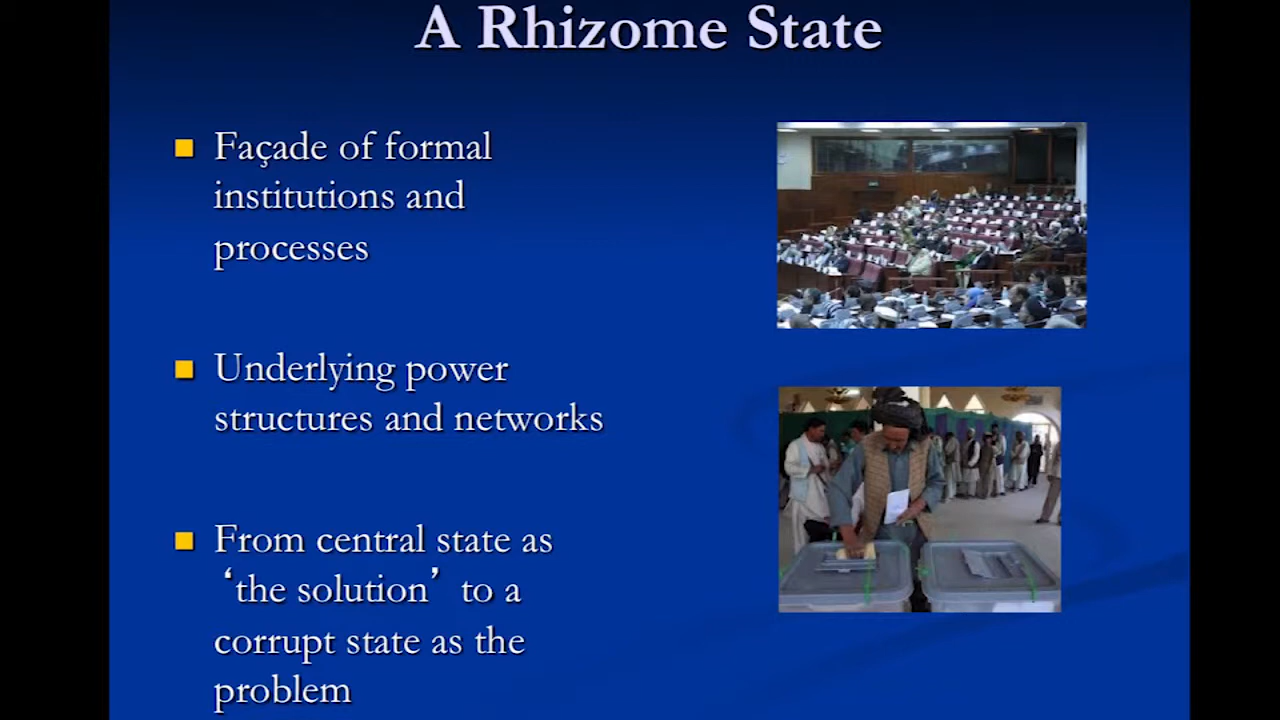 A Rhizome State
Façade of formal
institutions and
processes
Underlying power
structures and networks
From central state as
‘the solution’ to a
corrupt state as the
problem